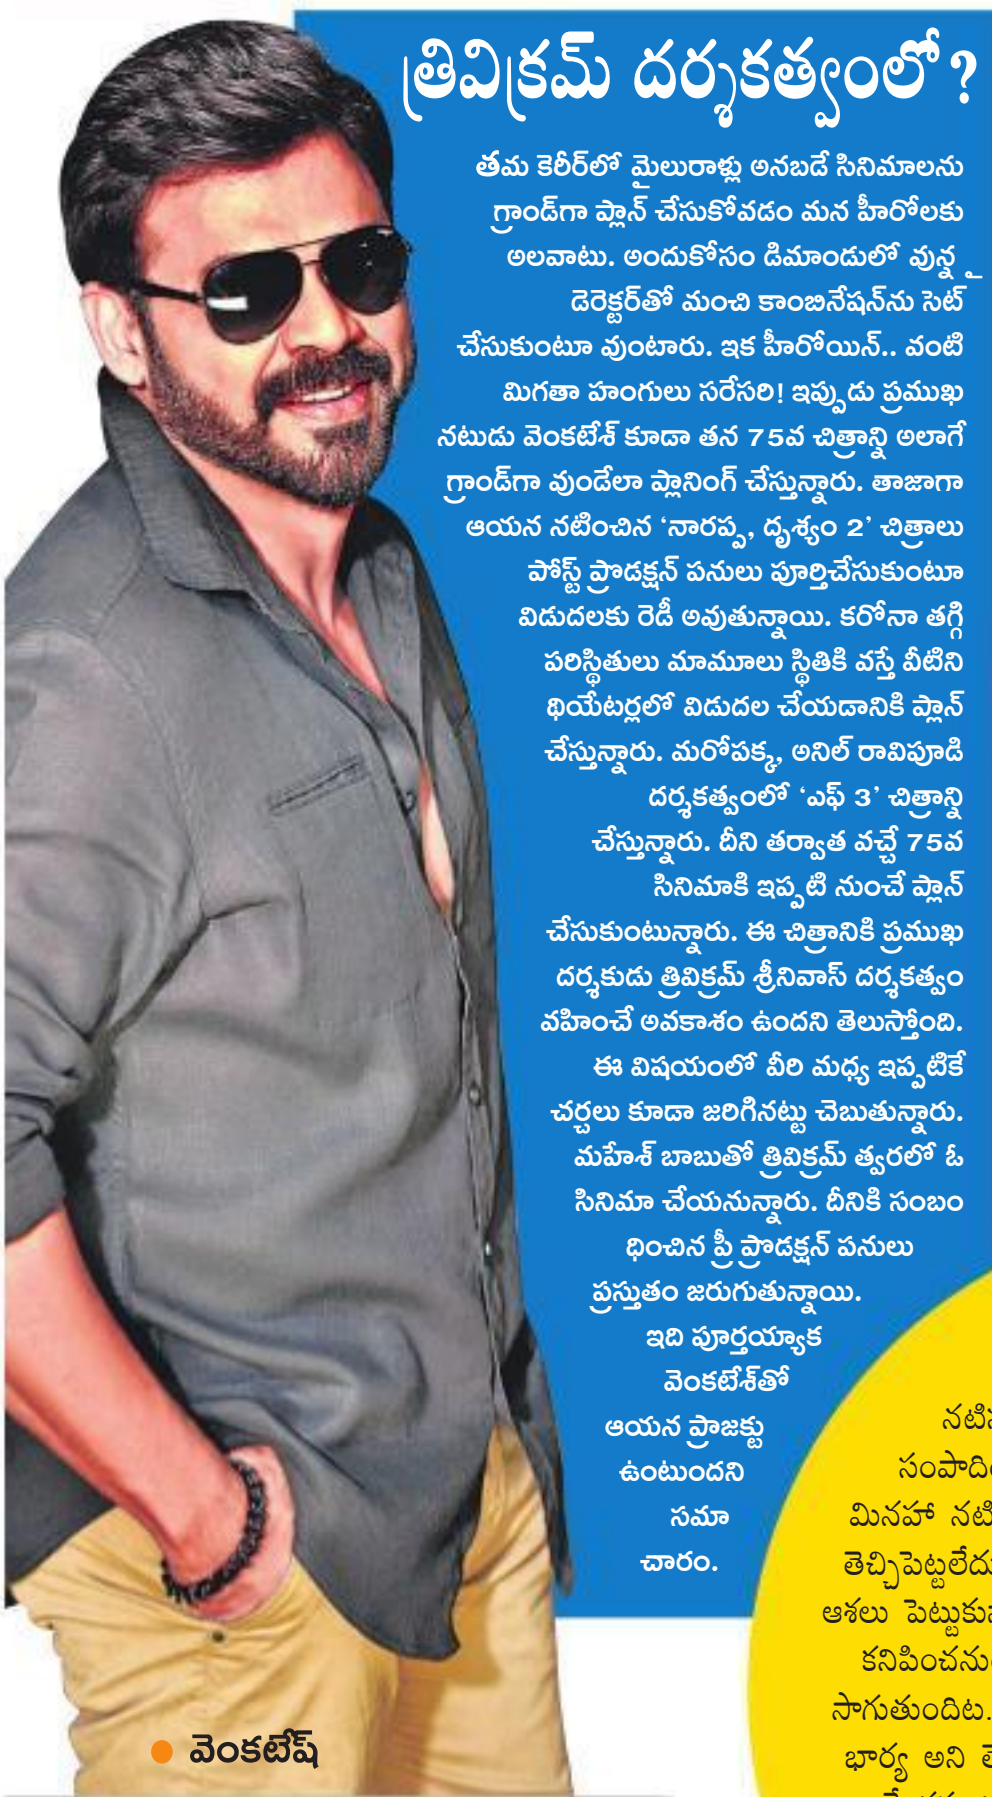 త్రివిక్రమ్ దర్శకత్వంలో?
తమ కెరీర్‌లో మైలురాళ్లు అనబడే సినిమాలను
గ్రాండ్‌గా ప్లాన్ చేసుకోవడం మన హీరోలకు
అలవాటు. అందుకోసం డిమాండులో వున్న
డెరెక్టర్‌తో మంచి కాంబినేషన్‌ను సెట్
చేసుకుంటూ వుంటారు. ఇక హీరోయిన్.. వంటి
మిగతా హంగులు సరేసరి! ఇప్పుడు ప్రముఖ
నటుడు వెంకటేశ్ కూడా తన 75వ చిత్రాన్ని అలాగే
గ్రాండ్‌గా వుండేలా ప్లానింగ్ చేస్తున్నారు. తాజాగా
ఆయన నటించిన ‘నారప్ప, దృశ్యం 2’ చిత్రాలు
పోస్ట్ ప్రొడక్షన్ పనులు పూర్తిచేసుకుంటూ
విడుదలకు రెడీ అవుతున్నాయి. కరోనా తగ్గి
పరిస్థితులు మామూలు స్థితికి వస్తే వీటిని
థియేటర్లలో విడుదల చేయడానికి ప్లాన్
చేస్తున్నారు. మరోపక్క, అనిల్ రావిపూడి
దర్శకత్వంలో ‘ఎఫ్ 3’ చిత్రాన్ని
చేస్తున్నారు. దీని తర్వాత వచ్చే 75వ
సినిమాకి ఇప్పటి నుంచే ప్లాన్
చేసుకుంటున్నారు. ఈ చిత్రానికి ప్రముఖ
దర్శకుడు త్రివిక్రమ్ శ్రీనివాస్ దర్శకత్వం
వహించే అవకాశం ఉందని తెలుస్తోంది.
ఈ విషయంలో వీరి మధ్య ఇప్పటికే
చర్చలు కూడా జరిగినట్టు చెబుతున్నారు.
మహేశ్ బాబుతో త్రివిక్రమ్ త్వరలో ఓ
సినిమా చేయనున్నారు. దీనికి సంబం
ధించిన ప్రీ ప్రొడక్షన్ పనులు
ప్రస్తుతం జరుగుతున్నాయి.
ఇది పూర్తయ్యాక
వెంకటేశ్‌తో
ఆయన ప్రాజక్టు
ఉంటుందని
సమా
చారం.
వెంకటేష్
మినహా
ఆశలు
సాగుతుందిట.
భార్య అని